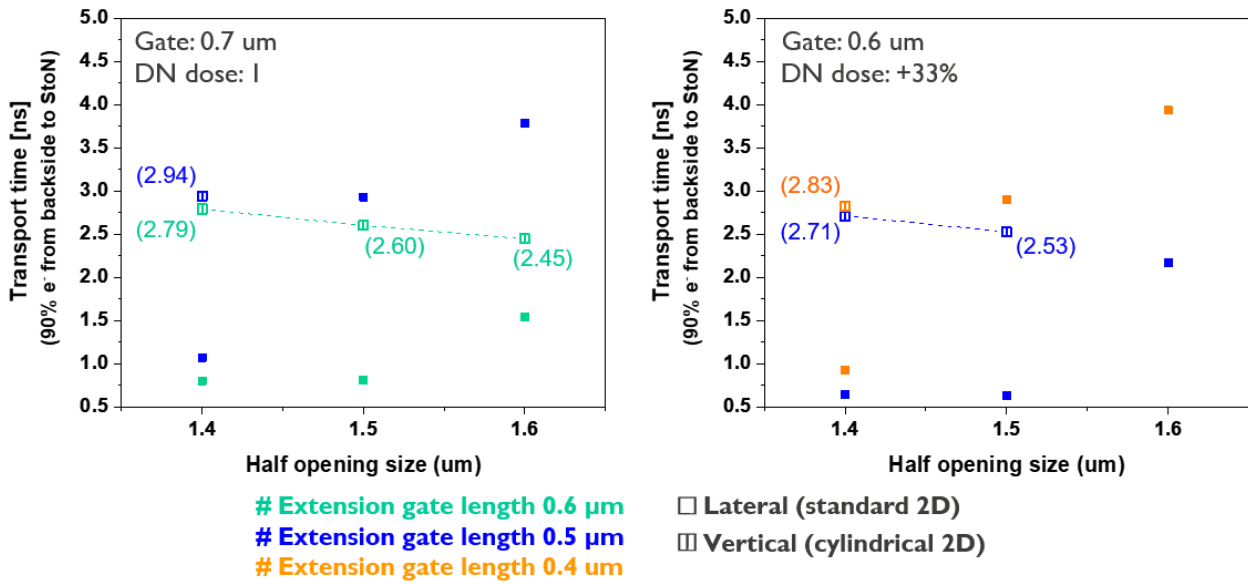 Gate: 0.7 um
DN dose: 1
Transport time [ns]
(90% e- from backside to StoN)
5.0
4.5
4.0
3.5
3.0
2.5
2.0
1.5
1.0
0.5
(2.94)
(2.79)
(2.60)
(2.45)
1.4
1.5
1.6
Half opening size (um)
Gate: 0.6 um
DN dose: +33%
Transport time [ns]
(90% e- from backside to StoN)
5.0
4.5
4.0
3.5
3.0
2.5
2.0
1.5
1.0
0.5
(2.83)
(2.71)
(2.53)
1.4
1.5
1.6
Half opening size (um)
# Extension gate length 0.6 µm
# Extension gate length 0.5 µm
# Extension gate length 0.4 um
Lateral (standard 2D)
Vertical (cylindrical 2D)